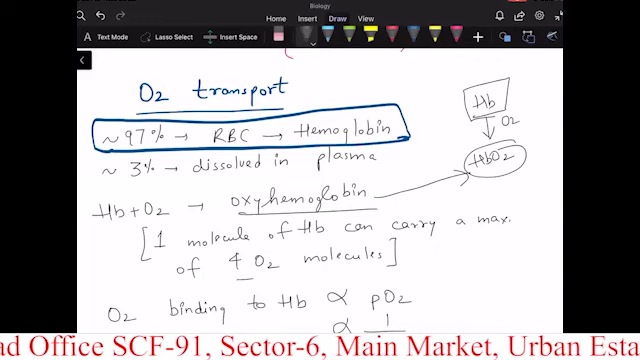 Biology
Home Insert Draw View
Text Mode Lasso Select Insert Space
O2 transport
~ 97% → RBC → Hemoglobin
~ 3% → dissolved in plasma
Hb + O2 → oxyhemoglobin
[1 molecule of Hb can carry a max.
of 4 O2 molecules]
O2 binding to Hb ∝ pO2
∝ 1
Hb
O2
HbO2
ad Office SCF-91, Sector-6, Main Market, Urban Esta